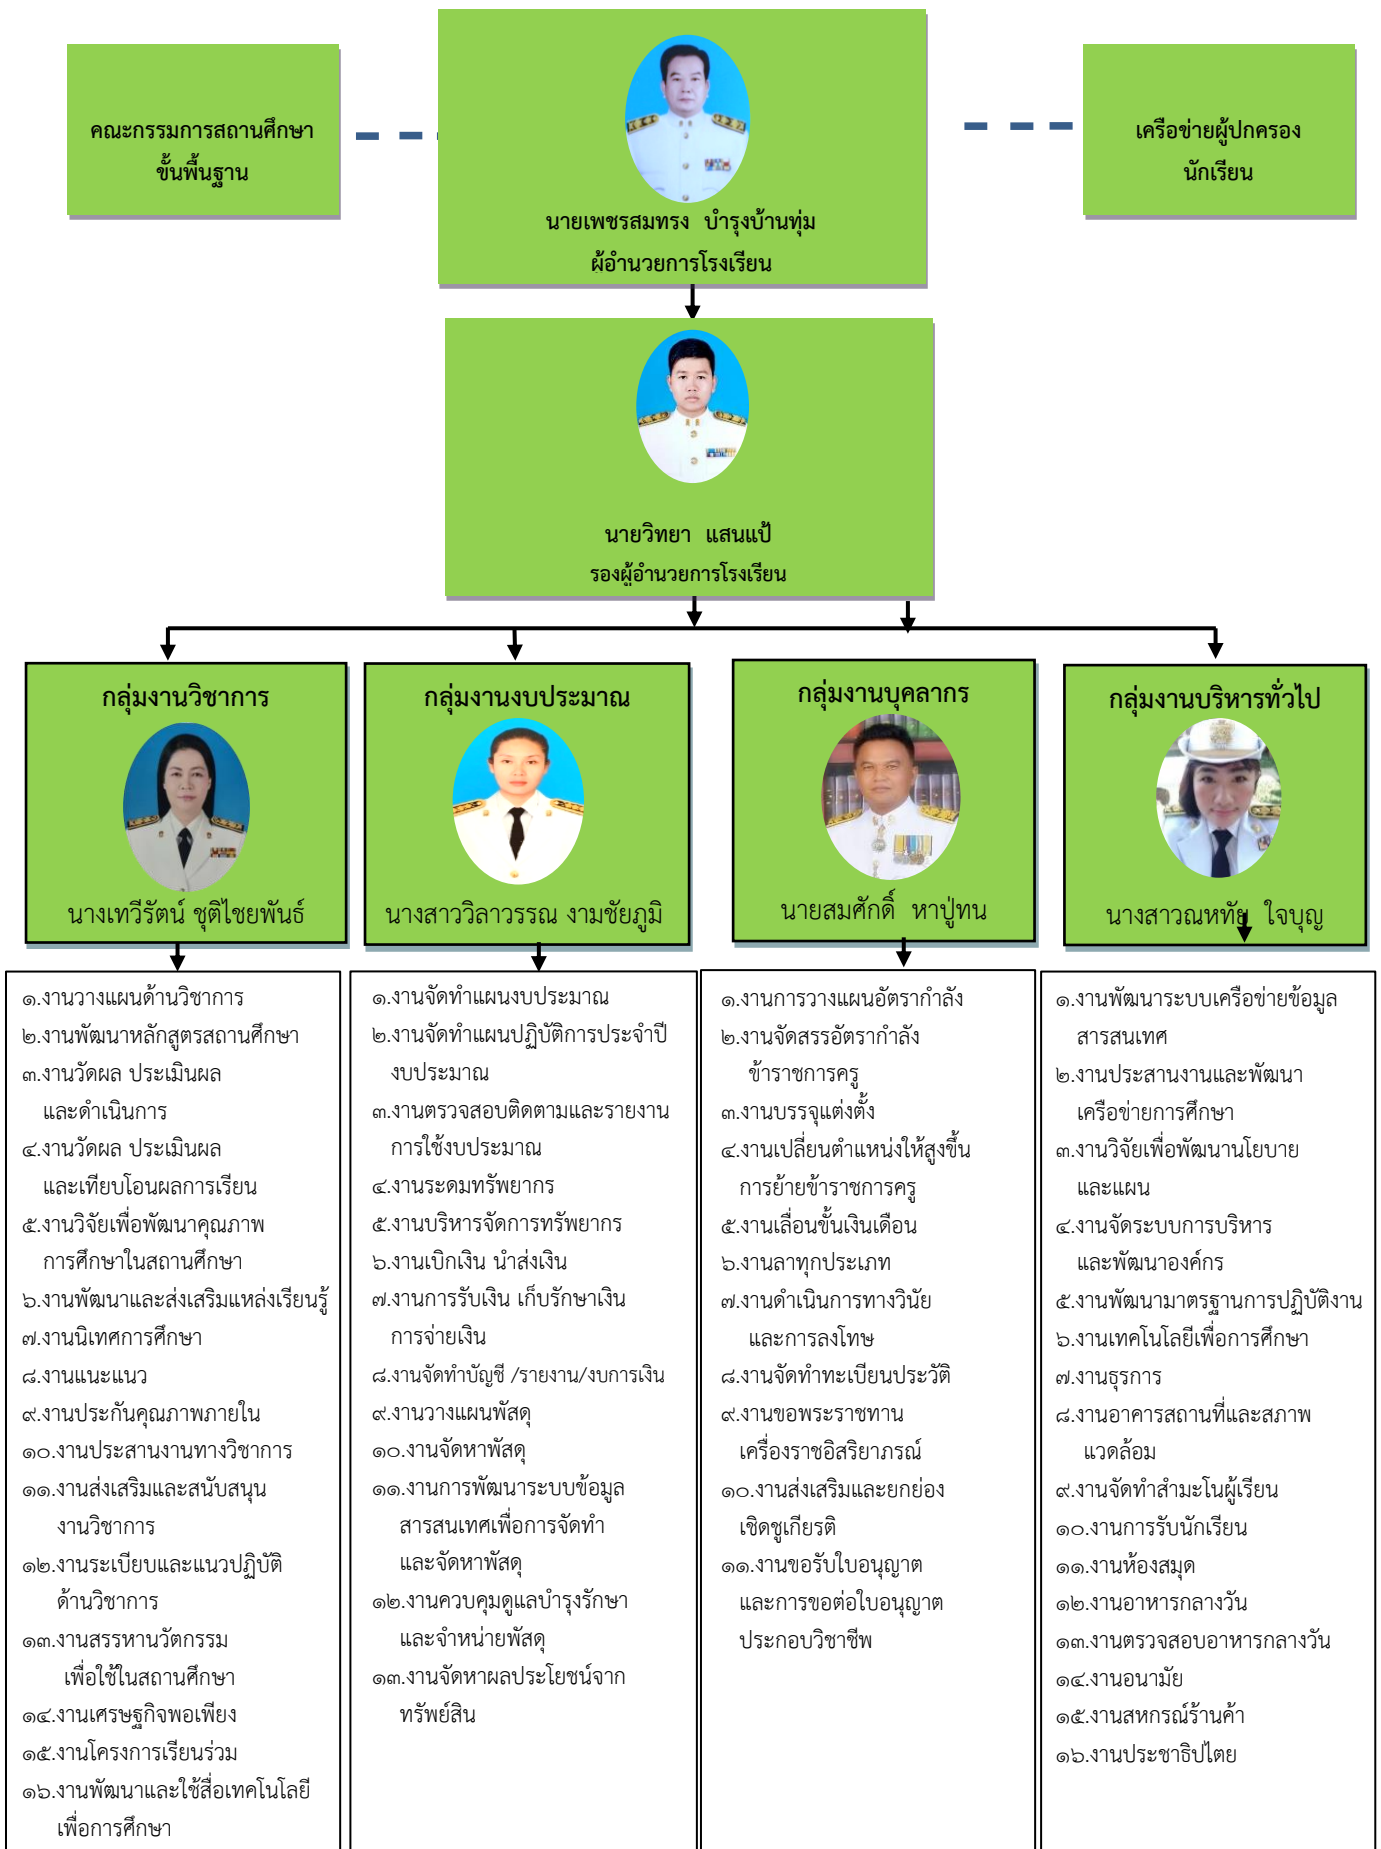 คณะกรรมการสถานศึกษา
ขั้นพื้นฐาน
นายเพชรสมทรง  บำรุงบ้านทุ่ม
ผู้อำนวยการโรงเรียน
เครือข่ายผู้ปกครอง
นักเรียน
นายวิทยา  แสนแป้
รองผู้อำนวยการโรงเรียน
กลุ่มงานวิชาการ
นางเทวีรัตน์ ชุติไชยพันธ์
๑.งานวางแผนด้านวิชาการ
๒.งานพัฒนาหลักสูตรสถานศึกษา
๓.งานวัดผล ประเมินผล
และดำเนินการ
๔.งานวัดผล ประเมินผล
และเทียบโอนผลการเรียน
๕.งานวิจัยเพื่อพัฒนาคุณภาพ
การศึกษาในสถานศึกษา
๖.งานพัฒนาและส่งเสริมแหล่งเรียนรู้
๗.งานนิเทศการศึกษา
๘.งานแนะแนว
๙.งานประกันคุณภาพภายใน
๑๐.งานประสานงานทางวิชาการ
๑๑.งานส่งเสริมและสนับสนุน
งานวิชาการ
๑๒.งานระเบียบและแนวปฏิบัติ
ด้านวิชาการ
๑๓.งานสรรหานวัตกรรม
เพื่อใช้ในสถานศึกษา
๑๔.งานเศรษฐกิจพอเพียง
๑๕.งานโครงการเรียนร่วม
๑๖.งานพัฒนาและใช้สื่อเทคโนโลยี
เพื่อการศึกษา
กลุ่มงานงบประมาณ
นางสาววิลาวรรณ งามชัยภูมิ
๑.งานจัดทำแผนงบประมาณ
๒.งานจัดทำแผนปฏิบัติการประจำปี
งบประมาณ
๓.งานตรวจสอบติดตามและรายงาน
การใช้งบประมาณ
๔.งานระดมทรัพยากร
๕.งานบริหารจัดการทรัพยากร
๖.งานเบิกเงิน นำส่งเงิน
๗.งานการรับเงิน เก็บรักษาเงิน
การจ่ายเงิน
๘.งานจัดทำบัญชี /รายงาน/งบการเงิน
๙.งานวางแผนพัสดุ
๑๐.งานจัดหาพัสดุ
๑๑.งานการพัฒนาระบบข้อมูล
สารสนเทศเพื่อการจัดทำ
และจัดหาพัสดุ
๑๒.งานควบคุมดูแลบำรุงรักษา
และจำหน่ายพัสดุ
๑๓.งานจัดหาผลประโยชน์จาก
ทรัพย์สิน
กลุ่มงานบุคลากร
นายสมศักดิ์  หาปู่ทน
๑.งานการวางแผนอัตรากำลัง
๒.งานจัดสรรอัตรากำลัง
ข้าราชการครู
๓.งานบรรจุแต่งตั้ง
๔.งานเปลี่ยนตำแหน่งให้สูงขึ้น
การย้ายข้าราชการครู
๕.งานเลื่อนขั้นเงินเดือน
๖.งานลาทุกประเภท
๗.งานดำเนินการทางวินัย
และการลงโทษ
๘.งานจัดทำทะเบียนประวัติ
๙.งานขอพระราชทาน
เครื่องราชอิสริยาภรณ์
๑๐.งานส่งเสริมและยกย่อง
เชิดชูเกียรติ
๑๑.งานขอรับใบอนุญาต
และการขอต่อใบอนุญาต
ประกอบวิชาชีพ
กลุ่มงานบริหารทั่วไป
นางสาวณหทัย  ใจบุญ
๑.งานพัฒนาระบบเครือข่ายข้อมูล
สารสนเทศ
๒.งานประสานงานและพัฒนา
เครือข่ายการศึกษา
๓.งานวิจัยเพื่อพัฒนานโยบาย
และแผน
๔.งานจัดระบบการบริหาร
และพัฒนาองค์กร
๕.งานพัฒนามาตรฐานการปฏิบัติงาน
๖.งานเทคโนโลยีเพื่อการศึกษา
๗.งานธุรการ
๘.งานอาคารสถานที่และสภาพ
แวดล้อม
๙.งานจัดทำสำมะโนผู้เรียน
๑๐.งานการรับนักเรียน
๑๑.งานห้องสมุด
๑๒.งานอาหารกลางวัน
๑๓.งานตรวจสอบอาหารกลางวัน
๑๔.งานอนามัย
๑๕.งานสหกรณ์ร้านค้า
๑๖.งานประชาธิปไตย